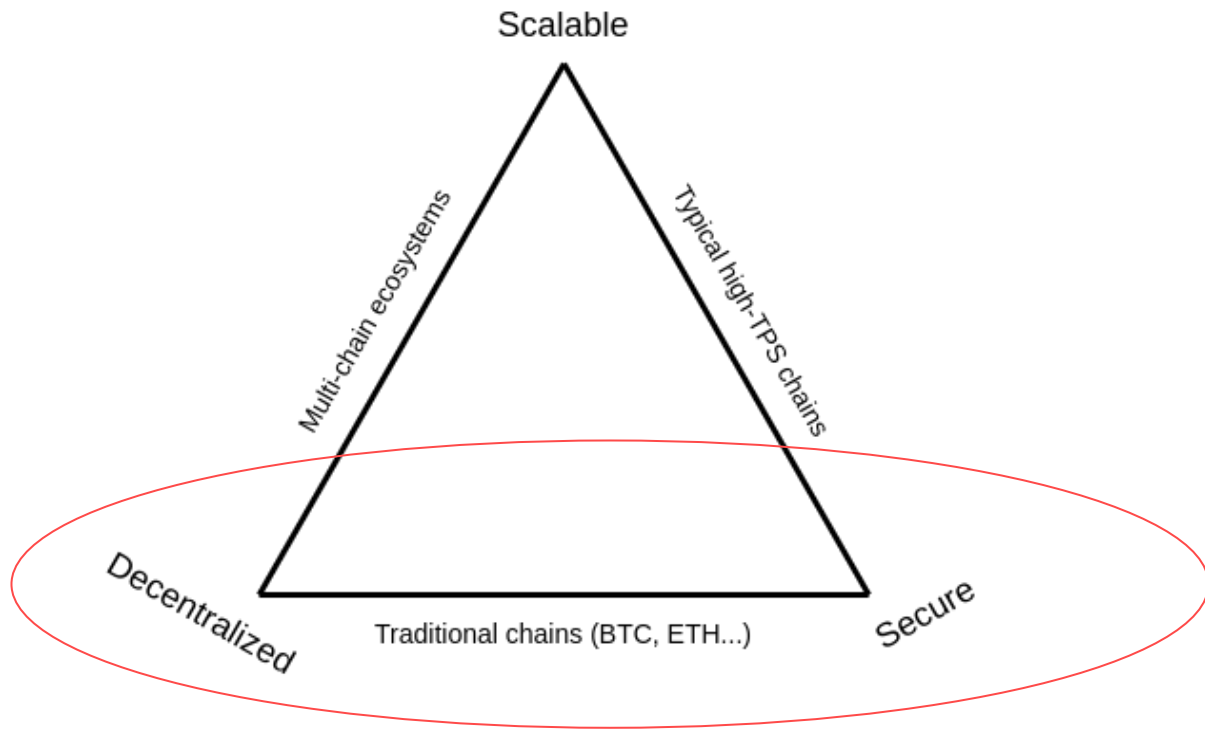 Scalable
Multi-chain ecosystems
Typical high-TPS chains
Decentralized
Traditional chains (BTC, ETH...)
Secure